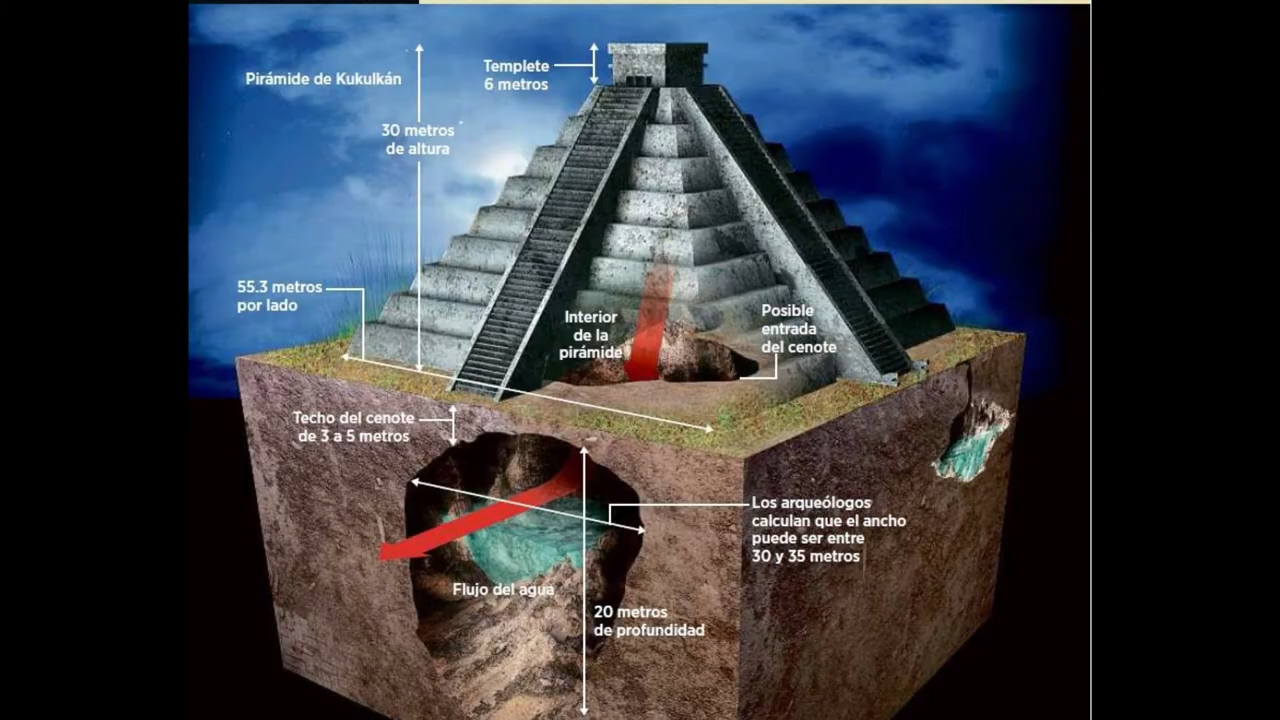 Pirámide de Kukulkán
Templete
6 metros
30 metros
de altura
55.3 metros
por lado
Interior
de la
pirámide
Posible
entrada
del cenote
Techo del cenote
de 3 a 5 metros
Los arqueólogos
calculan que el ancho
puede ser entre
30 y 35 metros
Flujo del agua
20 metros
de profundidad